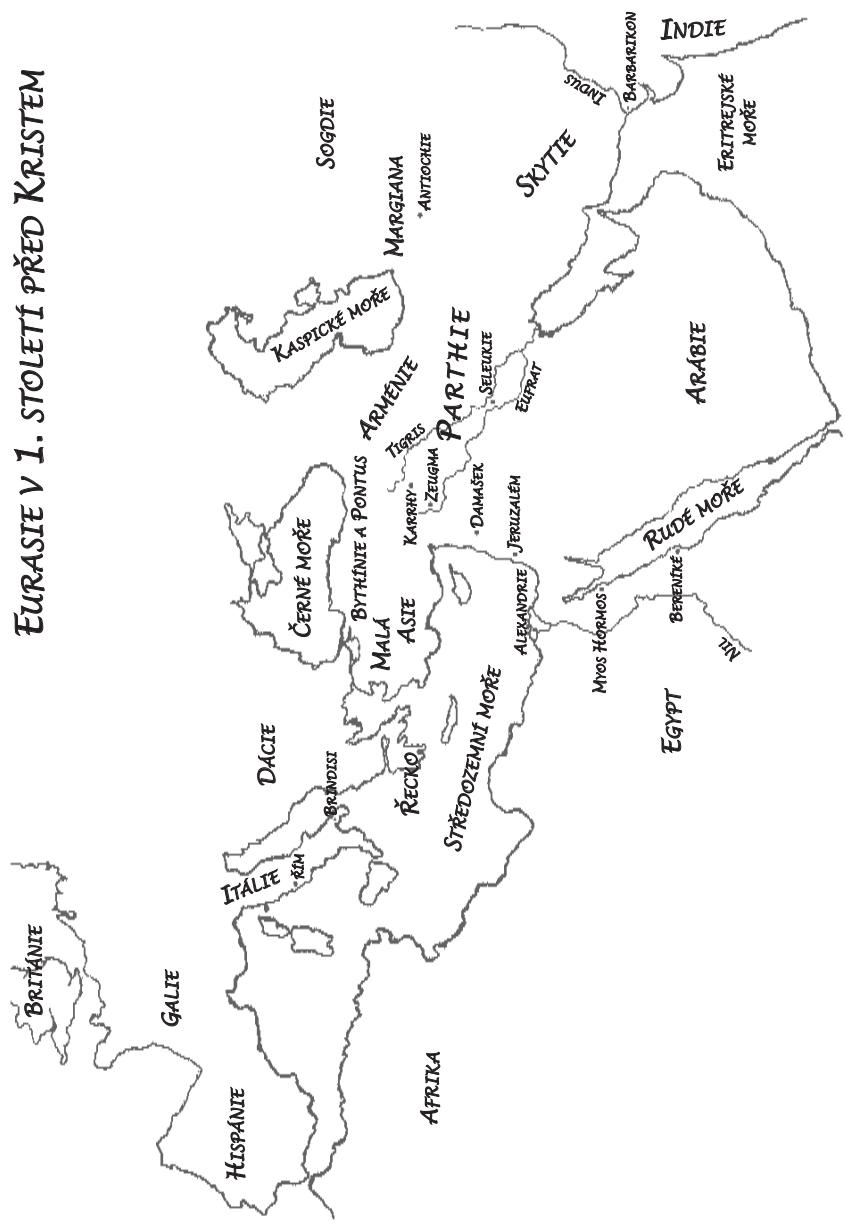 EURASIE V 1. STOLETÍ PŘED KRISTEM
BRITÁNIE
GALIE
HISPÁNIE
AFRIKA
ITÁLIE
ŘÍM
BRINDISI
DÁCIE
ŘECKO
STŘEDOZEMNÍ MOŘE
ČERNÉ MOŘE
BYTHÍNIE A PONTUS
MALÁ
ASIE
ALEXANDRIE
EGYPT
NIL
MYOS HORMOS
BERENIKÉ
RUDÉ MOŘE
JERUZALÉM
DAMAŠEK
KARRHY
ZEUGMA
TIGRIS
ARMÉNIE
KASPICKÉ MOŘE
PARTHIE
SELEUKIE
EUFRAT
ARÁBIE
MARGIANA
ANTIOCHIE
SOGDIE
SKYTIE
INDUS
BARBARIKON
INDIE
ERITREJSKÉ
MOŘE